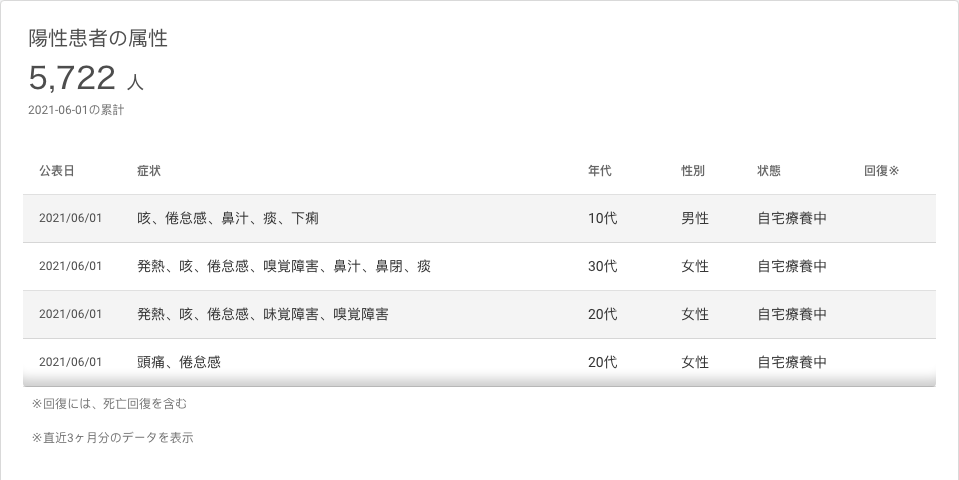 陽性患者の属性
5,722 人
2021-06-01の累計
公表日 症状 年代 性別 状態 回復※
2021/06/01 咳、倦怠感、鼻汁、痰、下痢 10代 男性 自宅療養中
2021/06/01 発熱、咳、倦怠感、嗅覚障害、鼻汁、鼻閉、痰 30代 女性 自宅療養中
2021/06/01 発熱、咳、倦怠感、味覚障害、嗅覚障害 20代 女性 自宅療養中
2021/06/01 頭痛、倦怠感 20代 女性 自宅療養中
※回復には、死亡回復を含む
※直近3ヶ月分のデータを表示